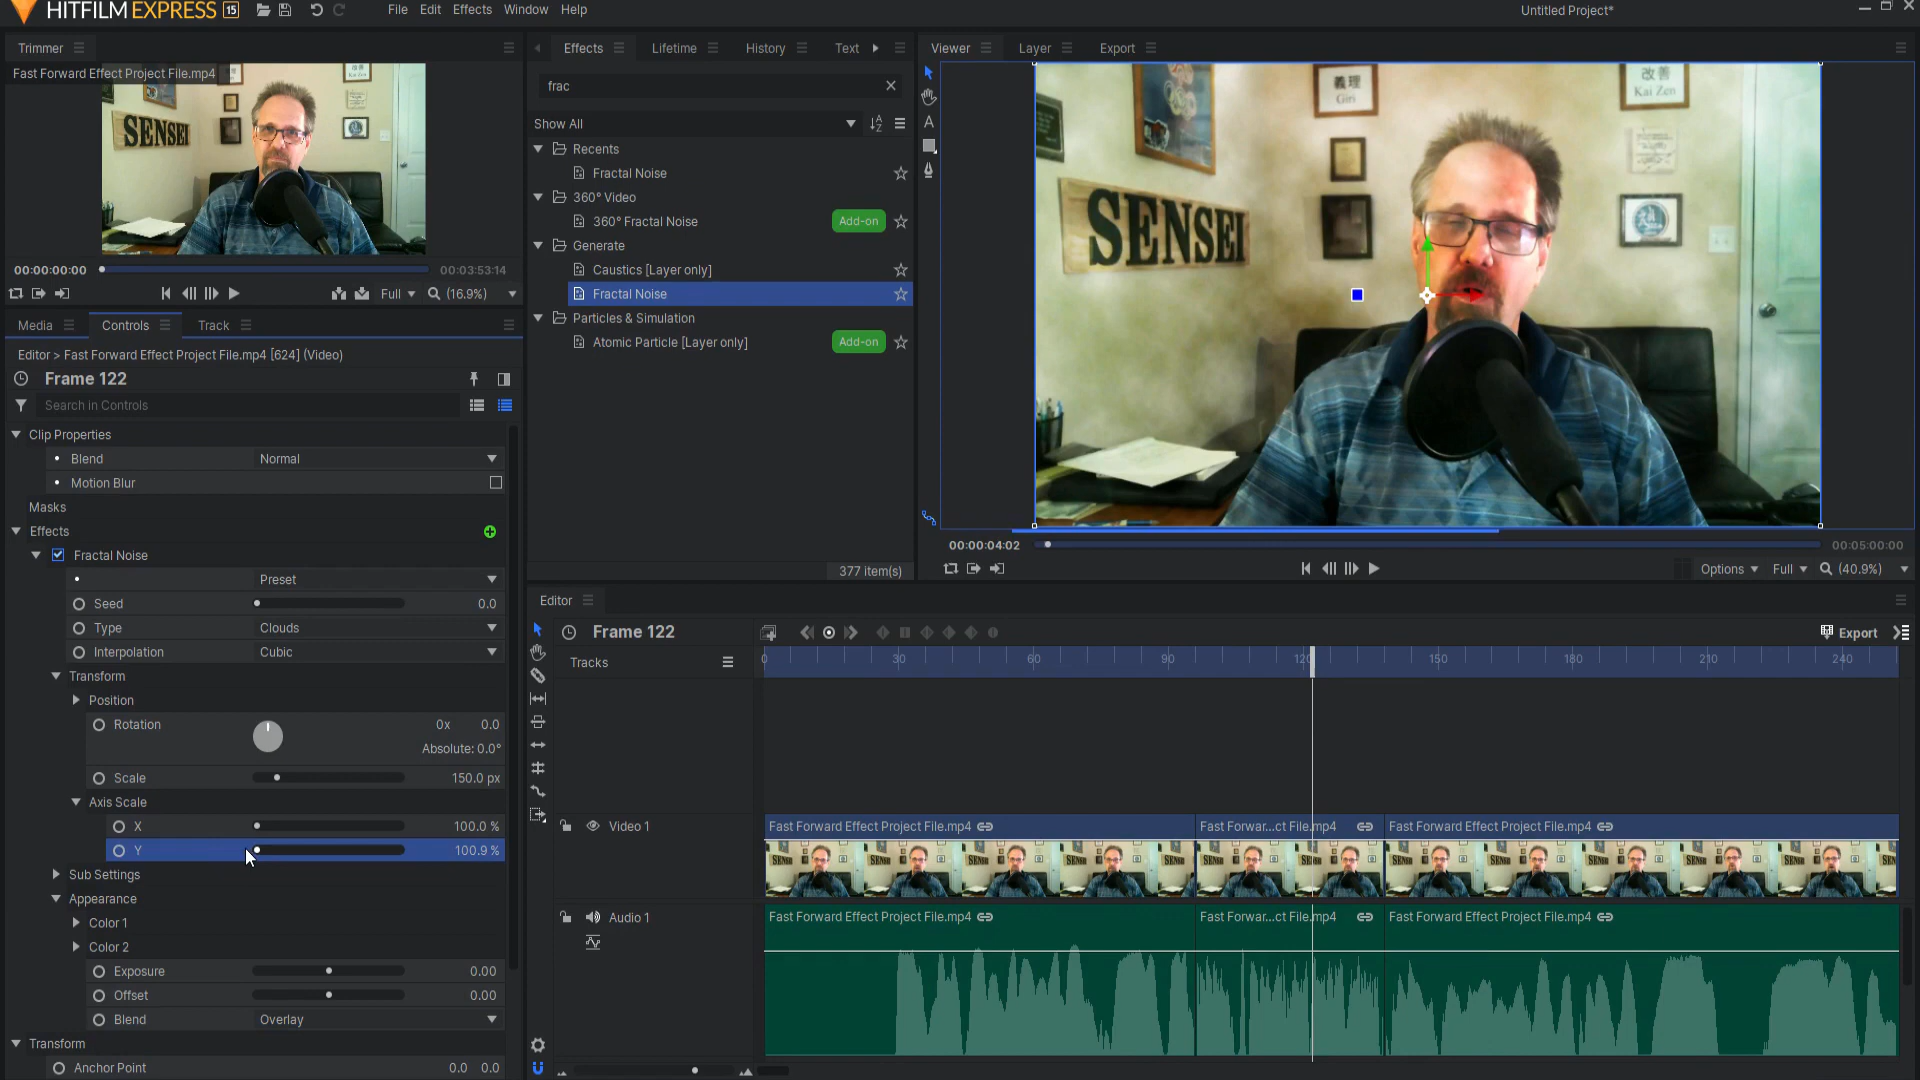 HITFILM EXPRESS 15
File Edit Effects Window Help
Untitled Project*
Trimmer
Fast Forward Effect Project File.mp4
SENSEI
00:00:00:00
00:03:53:14
Full
(16.9%)
Media
Controls
Track
Editor > Fast Forward Effect Project File.mp4 [624] (Video)
Frame 122
Search in Controls
Clip Properties
Blend
Normal
Motion Blur
Masks
Effects
Fractal Noise
Preset
Seed
0.0
Type
Clouds
Interpolation
Cubic
Transform
Position
Rotation
0x
0.0
Absolute: 0.0°
Scale
150.0 px
Axis Scale
X
100.0 %
Y
100.9 %
Sub Settings
Appearance
Color 1
Color 2
Exposure
0.00
Offset
0.00
Blend
Overlay
Transform
Anchor Point
0.0 0.0
Effects
Lifetime
History
Text
frac
Show All
Recents
Fractal Noise
360° Video
360° Fractal Noise
Add-on
Generate
Caustics [Layer only]
Fractal Noise
Particles & Simulation
Atomic Particle [Layer only]
Add-on
377 item(s)
Viewer
Layer
Export
義理
Giri
改善
Kai Zen
SENSEI
00:00:04:02
00:05:00:00
Options
Full
(40.9%)
Editor
Frame 122
Export
Tracks
0 30 60 90 120 150 180 210 240
Video 1
Fast Forward Effect Project File.mp4
Forwar...ct File.mp4
Fast Forward Effect Project File.mp4
Audio 1
Fast Forward Effect Project File.mp4
Forwar...ct File.mp4
Fast Forward Effect Project File.mp4